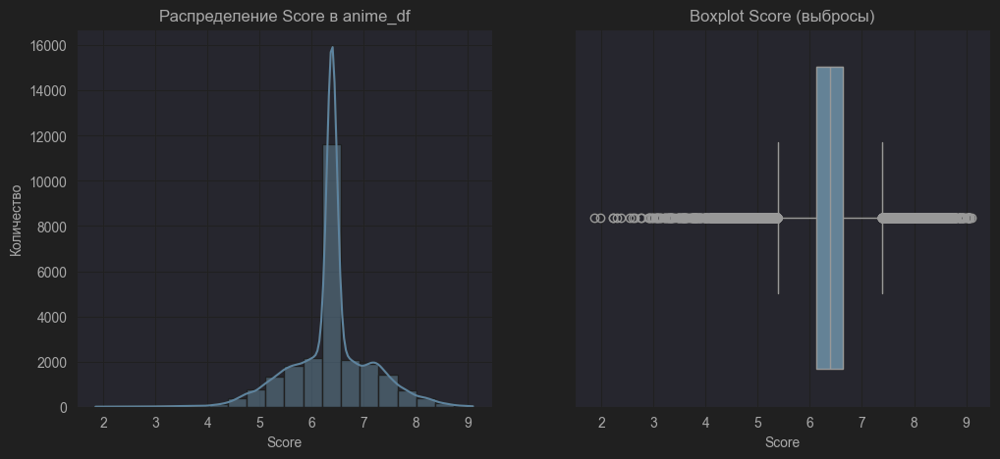 Распределение Score в anime_df
Количество
16000
14000
12000
10000
8000
6000
4000
2000
0
2 3 4 5 6 7 8 9
Score
Boxplot Score (выбросы)
2 3 4 5 6 7 8 9
Score